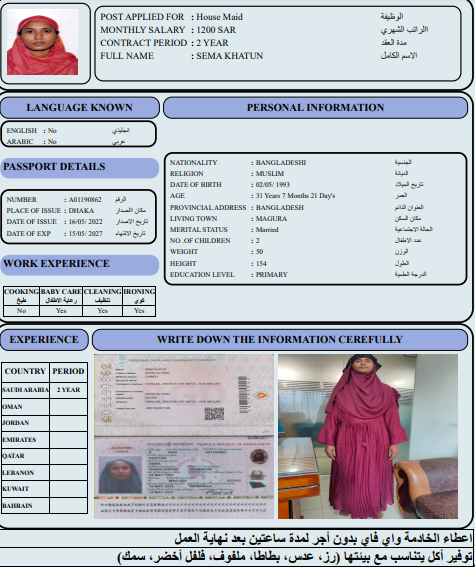 POST APPLIED FOR : House Maid الوظيفة
MONTHLY SALARY : 1200 SAR االراتب الشهري
CONTRACT PERIOD : 2 YEAR مدة العقد
FULL NAME : SEMA KHATUN الاسم الكامل
LANGUAGE KNOWN
ENGLISH : No انجليزي
ARABIC : No عربي
PASSPORT DETAILS
NUMBER : A01190862 الرقم
PLACE OF ISSUE : DHAKA مكان االصدار
DATE OF ISSUE : 16/05/2022 تاريخ الاصدار
DATE OF EXP : 15/05/2027 تاريخ الانتهاء
WORK EXPERIENCE
COOKING BABY CARE CLEANING IRONING
طبخ رعاية الاطفال تنظيف كوي
No Yes Yes Yes
PERSONAL INFORMATION
NATIONALITY : BANGLADESHI الجنسية
RELIGION : MUSLIM الديانة
DATE OF BIRTH : 02/05/ 1993 تاريخ الميلاد
AGE : 31 Years 7 Months 21 Day's العمر
PROVINCIAL ADDRESS : BANGLADESH العنوان الدائم
LIVING TOWN : MAGURA مكان السكن
MERITAL STATUS : Married الحالة الاجتماعية
NO .OF CHILDREN : 2 عدد الاطفال
WEIGHT : 50 الوزن
HEIGHT : 154 الطول
EDUCATION LEVEL : PRIMARY الدرجة العلمية
EXPERIENCE
COUNTRY PERIOD
SAUDI ARABIA 2 YEAR
OMAN
JORDAN
EMIRATES
QATAR
LEBANON
KUWAIT
BAHRAIN
WRITE DOWN THE INFORMATION CEREFULLY
اعطاء الخادمة واي فاي بدون أجر لمدة ساعتين بعد نهاية العمل
توفير أكل يتناسب مع بيئتها (رز، عدس، بطاطا، ملفوف، فلفل أخضر، سمك)